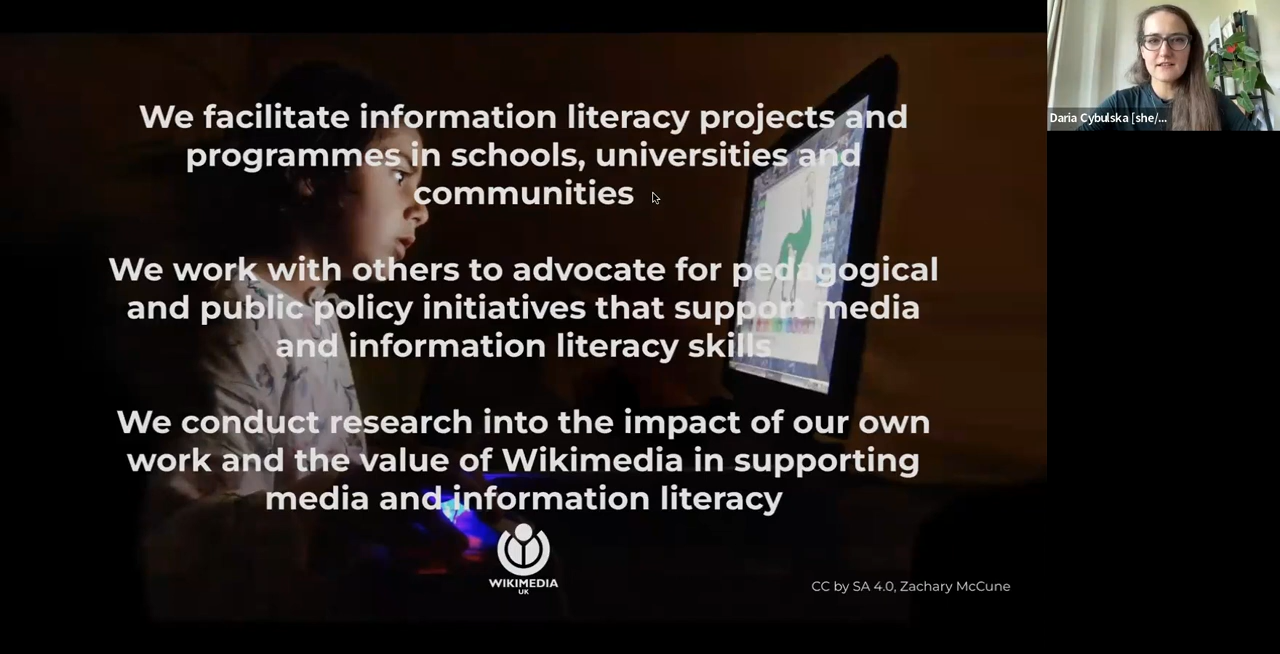 We facilitate information literacy projects and
programmes in schools, universities and
communities
We work with others to advocate for pedagogical
and public policy initiatives that support media
and information literacy skills
We conduct research into the impact of our own
work and the value of Wikimedia in supporting
media and information literacy
WIKIMEDIA
UK
CC by SA 4.0, Zachary McCune
Daria Cybulska [she/...